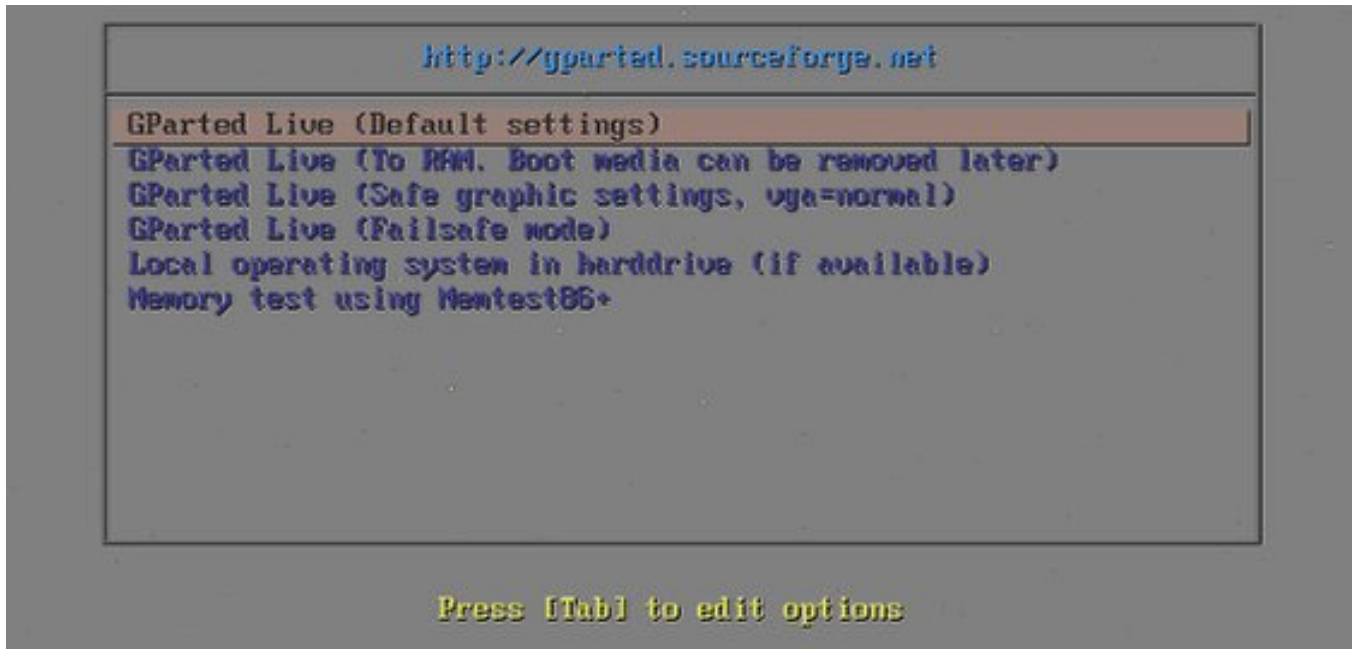 http://gparted.sourceforge.net
GParted Live (Default settings)
GParted Live (To RAM. Boot media can be removed later)
GParted Live (Safe graphic settings, vga=normal)
GParted Live (Failsafe mode)
Local operating system in harddrive (if available)
Memory test using Memtest86+
Press [Tab] to edit options